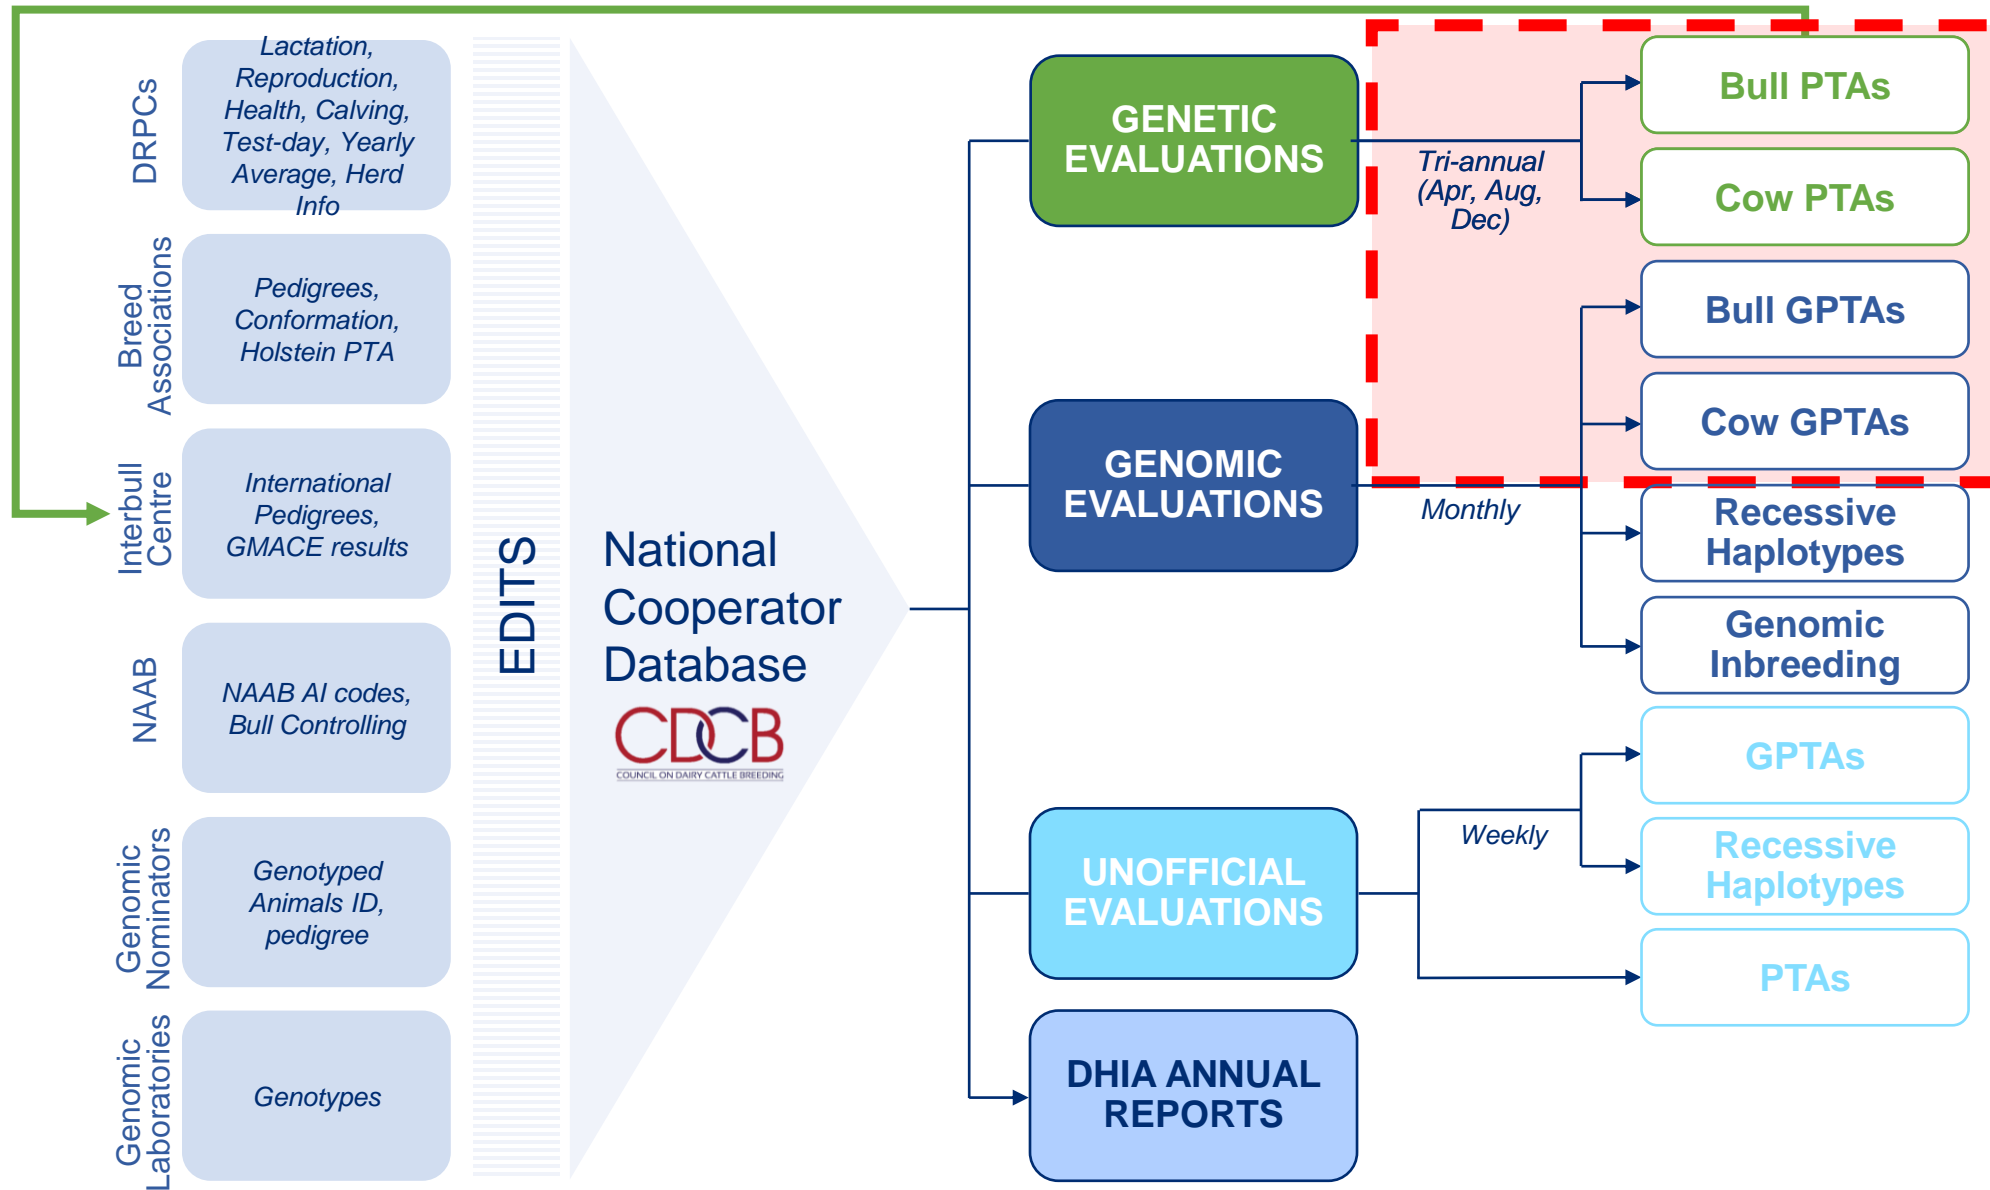 DRPCs
Lactation,
Reproduction,
Health, Calving,
Test-day, Yearly
Average, Herd
Info
Breed
Associations
Pedigrees,
Conformation,
Holstein PTA
Interbull
Centre
International
Pedigrees,
GMACE results
NAAB
NAAB AI codes,
Bull Controlling
Genomic
Nominators
Genotyped
Animals ID,
pedigree
Genomic
Laboratories
Genotypes
EDITS
National
Cooperator
Database
CDCB
COUNCIL ON DAIRY CATTLE BREEDING
GENETIC
EVALUATIONS
Tri-annual
(Apr, Aug,
Dec)
Bull PTAs
Cow PTAs
GENOMIC
EVALUATIONS
Monthly
Bull GPTAs
Cow GPTAs
Recessive
Haplotypes
Genomic
Inbreeding
UNOFFICIAL
EVALUATIONS
Weekly
GPTAs
Recessive
Haplotypes
PTAs
DHIA ANNUAL
REPORTS